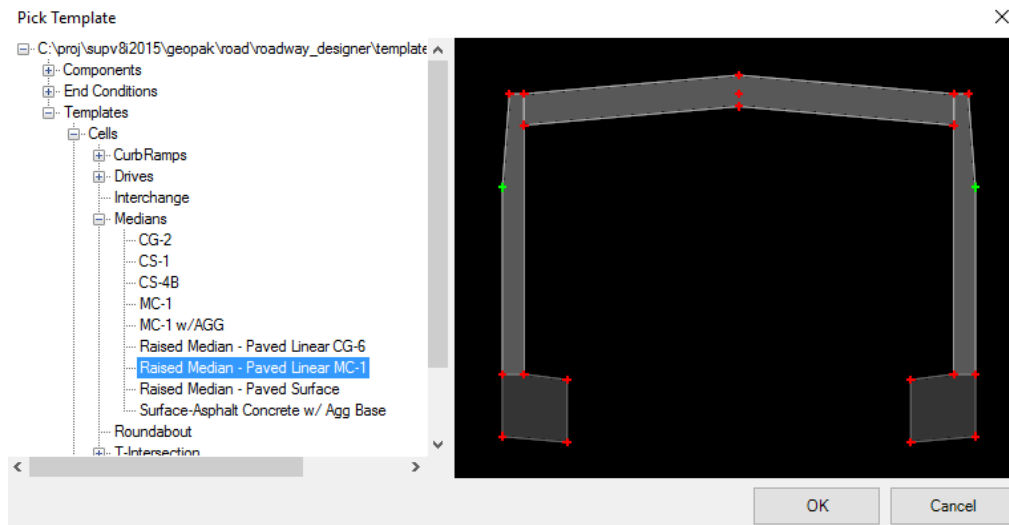 Pick Template
C:\proj\supv8i2015\geopak\road\roadway_designer\template
Components
End Conditions
Templates
Cells
CurbRamps
Drives
Interchange
Medians
CG-2
CS-1
CS-4B
MC-1
MC-1 w/AGG
Raised Median - Paved Linear CG-6
Raised Median - Paved Linear MC-1
Raised Median - Paved Surface
Surface-Asphalt Concrete w/ Agg Base
Roundabout
T-Intersection
OK Cancel